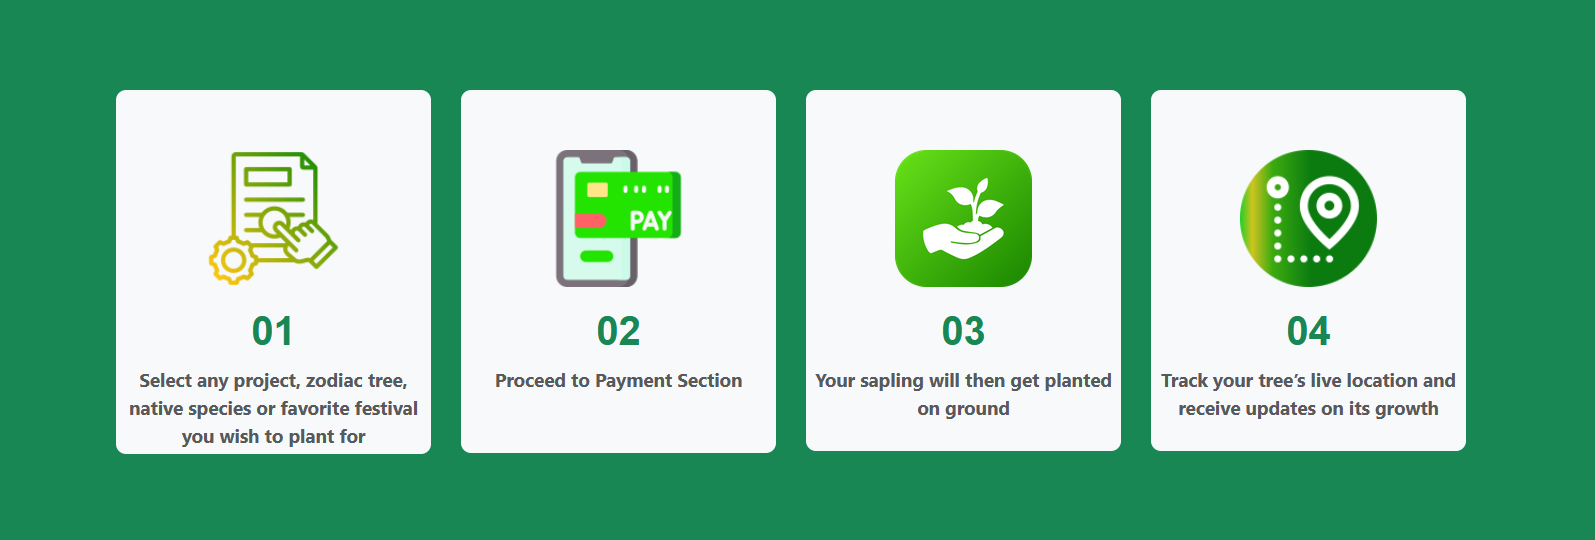 01
Select any project, zodiac tree,
native species or favorite festival
you wish to plant for
PAY
02
Proceed to Payment Section
03
Your sapling will then get planted
on ground
04
Track your tree’s live location and
receive updates on its growth